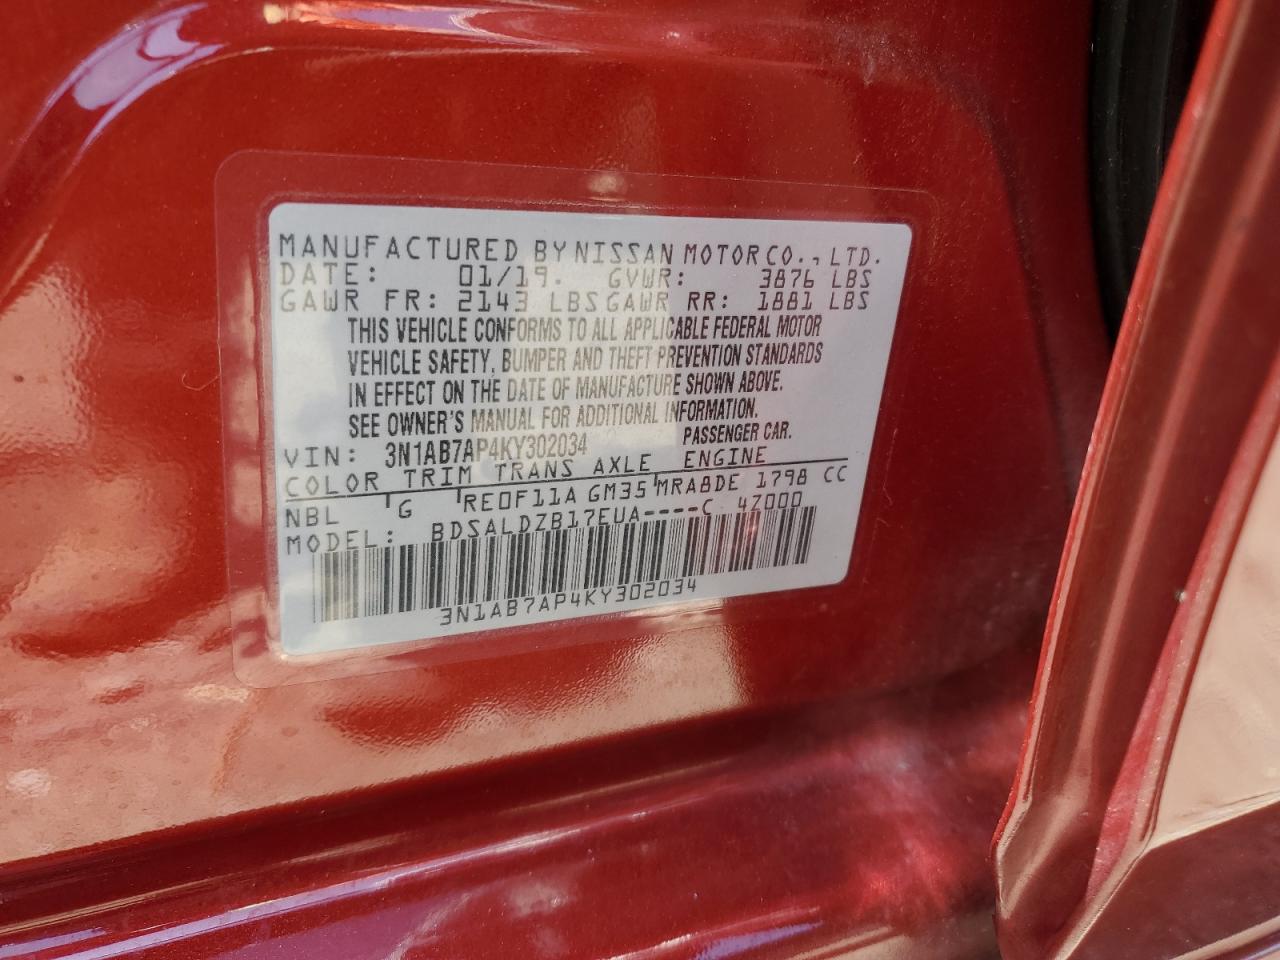 MANUFACTURED BY NISSAN MOTOR CO., LTD.
DATE: 01/19. GVWR: 3876 LBS
GAWR FR: 2143 LBS GAWR RR: 1881 LBS
THIS VEHICLE CONFORMS TO ALL APPLICABLE FEDERAL MOTOR
VEHICLE SAFETY, BUMPER AND THEFT PREVENTION STANDARDS
IN EFFECT ON THE DATE OF MANUFACTURE SHOWN ABOVE.
SEE OWNER'S MANUAL FOR ADDITIONAL INFORMATION.
VIN: 3N1AB7AP4KY302034 PASSENGER CAR.
COLOR TRIM TRANS AXLE ENGINE
NBL G RE0F11A GM35 MRA8DE 1798 CC
MODEL: BDSALDZB17EUA----C 4Z000
3N1AB7AP4KY302034